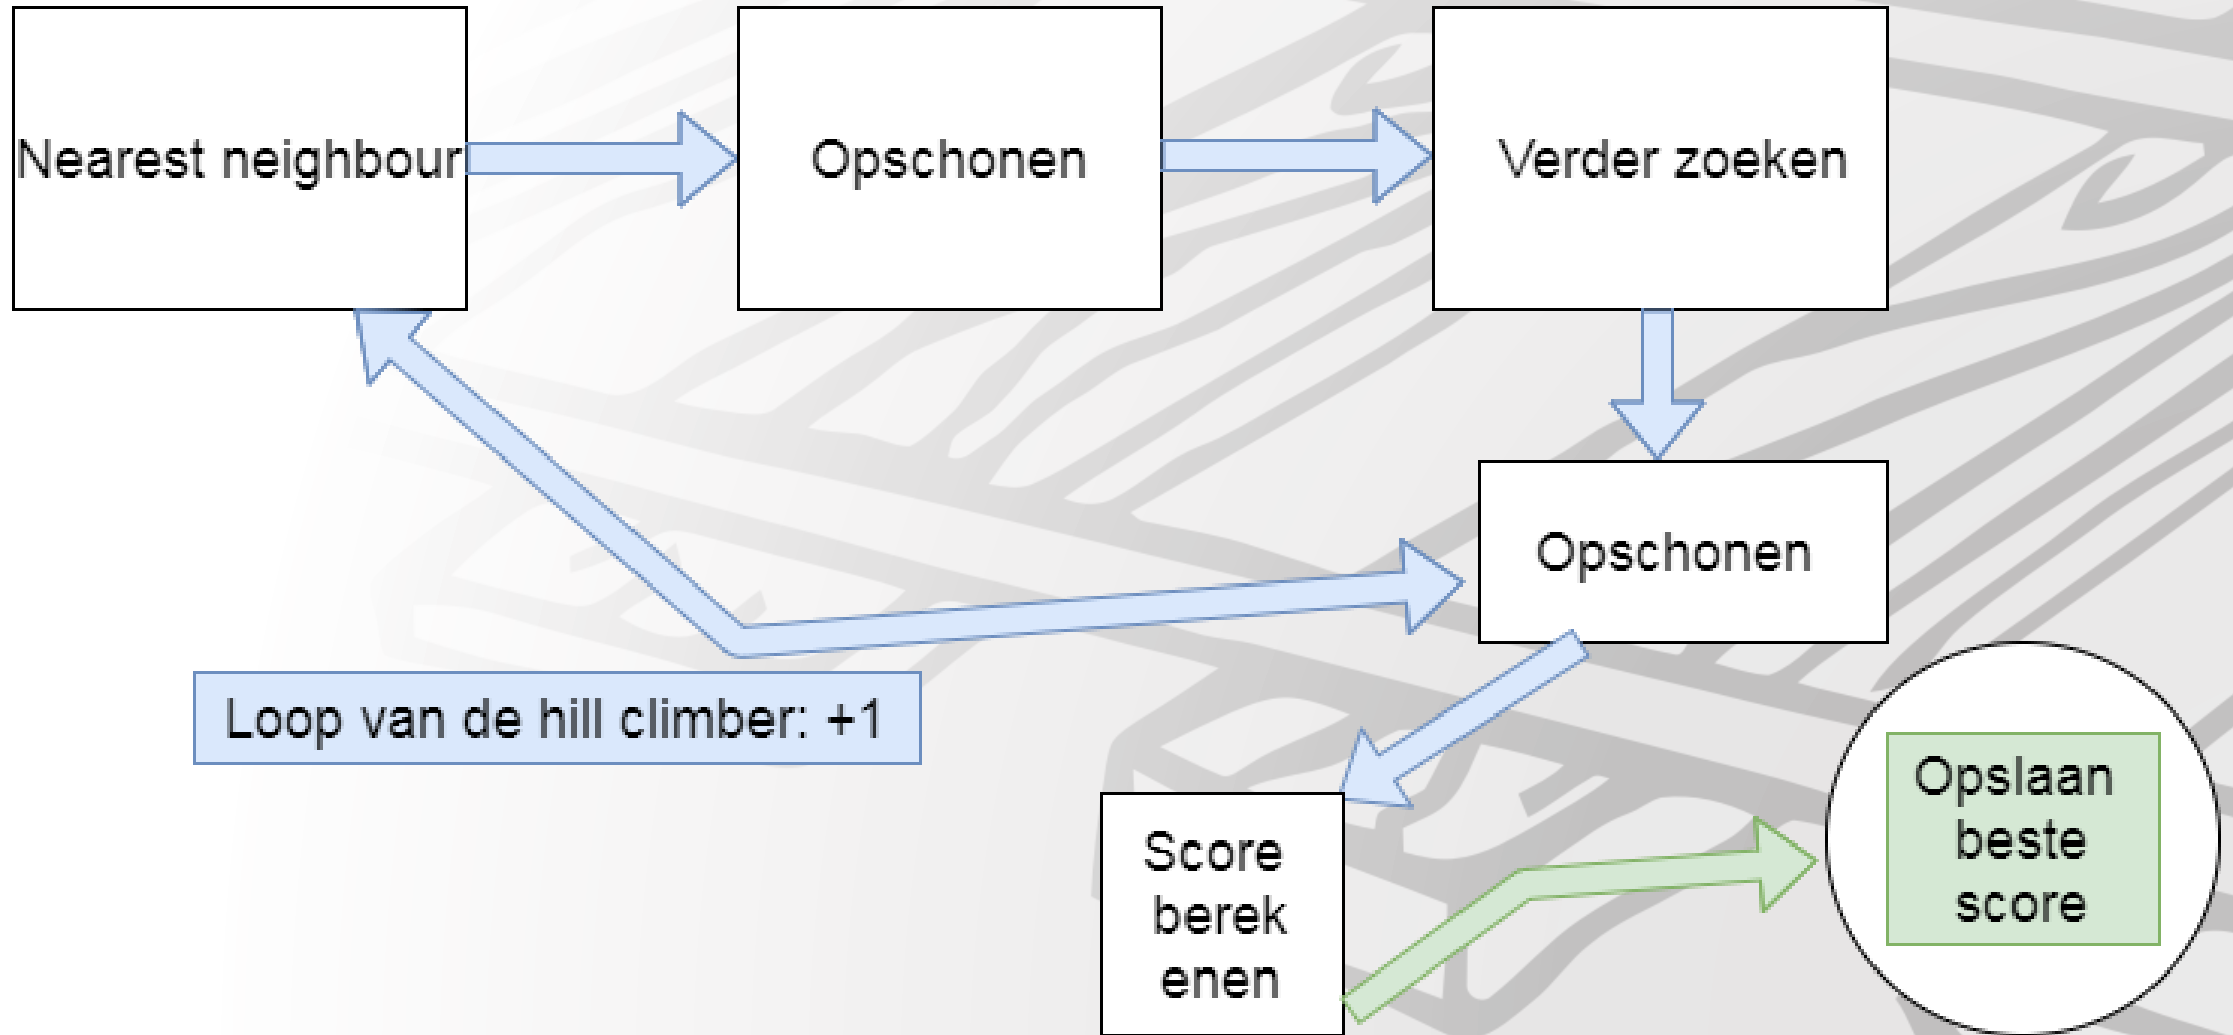 Nearest neighbour
Opschonen
Verder zoeken
Opschonen
Loop van de hill climber: +1
Score
berek
enen
Opslaan
beste
score